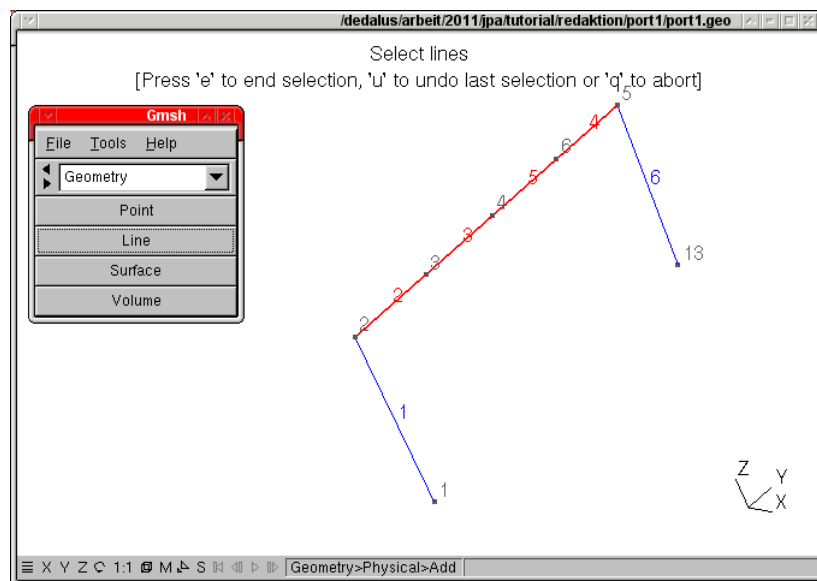 /dedalus/arbeit/2011/jpa/tutorial/redaktion/port1/port1.geo
Select lines
[Press 'e' to end selection, 'u' to undo last selection or 'q' to abort]
Gmsh
File Tools Help
Geometry
Point
Line
Surface
Volume
5
4
6
5
4
3
3
2
2
6
13
1
1
Z
Y
X
X Y Z 1:1 M S Geometry>Physical>Add